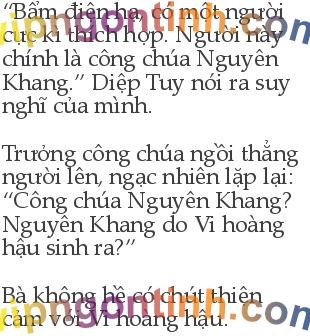 “Bẩm điện hạ, có một người
cực kì thích hợp. Người này
chính là công chúa Nguyên
Khang.” Diệp Tuy nói ra suy
nghĩ của mình.
Trưởng công chúa ngồi thẳng
người lên, ngạc nhiên lặp lại:
“Công chúa Nguyên Khang?
Nguyên Khang do Vi hoàng
hậu sinh ra?”
Bà không hề có chút thiện
cảm với Vi hoàng hậu.